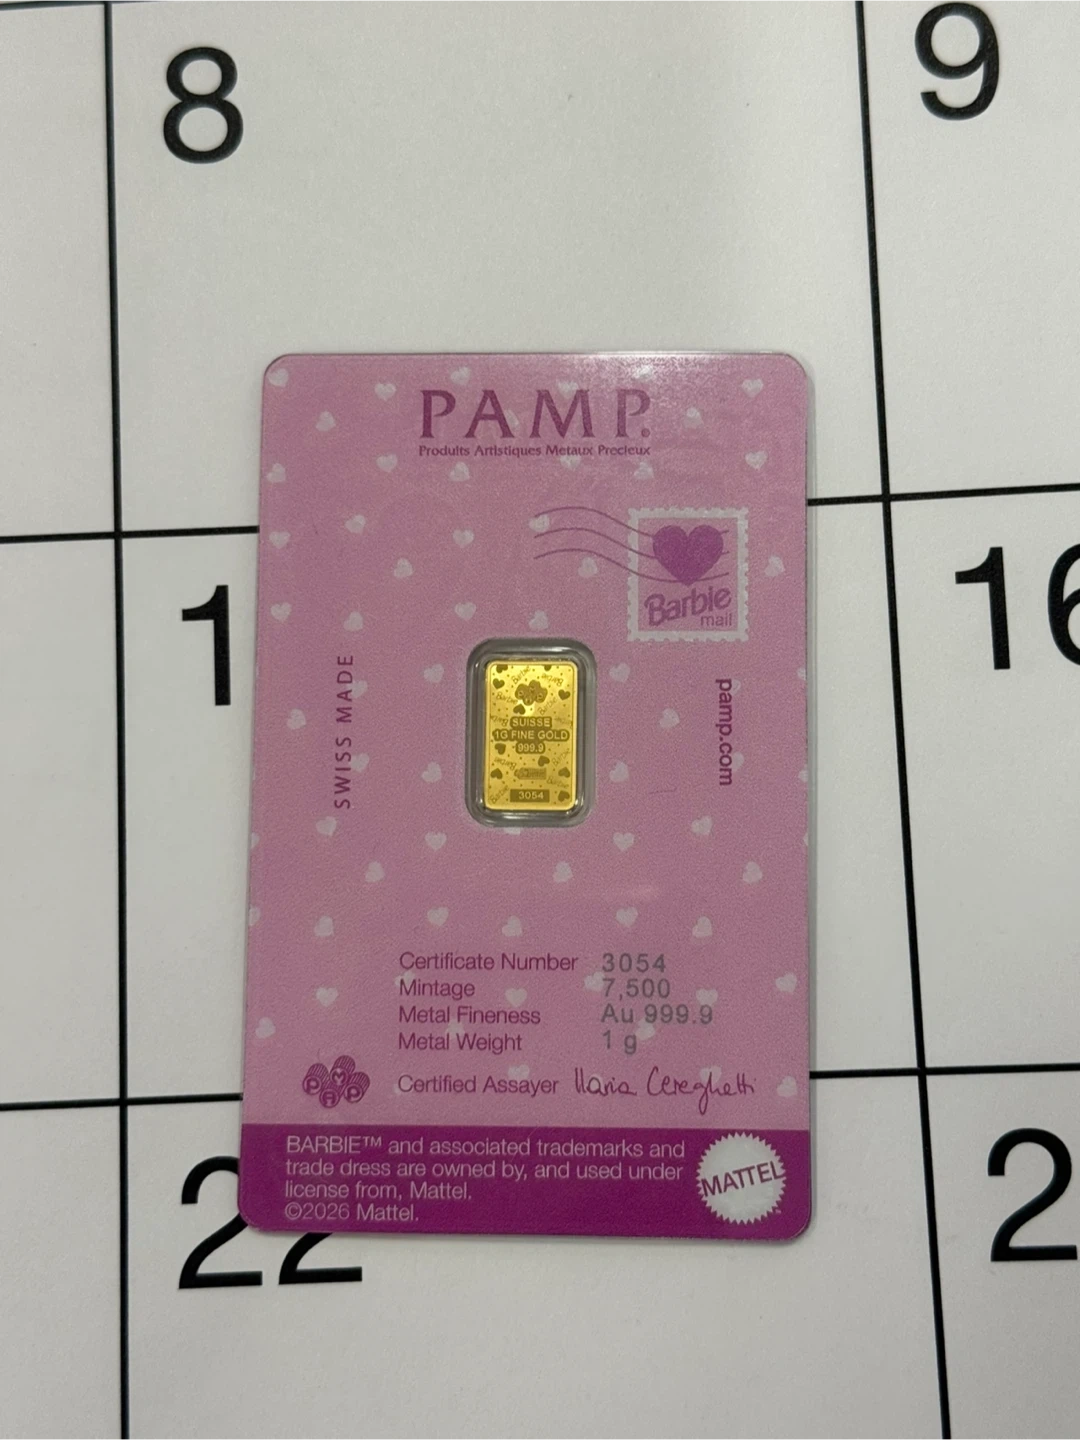 8
9
PAMP.
Produits Artistiques Metaux Precieux
Barbie
mail
1
16
SWISS MADE
pamp.com
SUISSE
1G FINE GOLD
999.9
3054
Certificate Number 3054
Mintage 7,500
Metal Fineness Au 999.9
Metal Weight 1 g
PAMP
Certified Assayer Ilaria Cereghetti
BARBIE™ and associated trademarks and
trade dress are owned by, and used under
license from, Mattel.
©2026 Mattel.
MATTEL
22
2